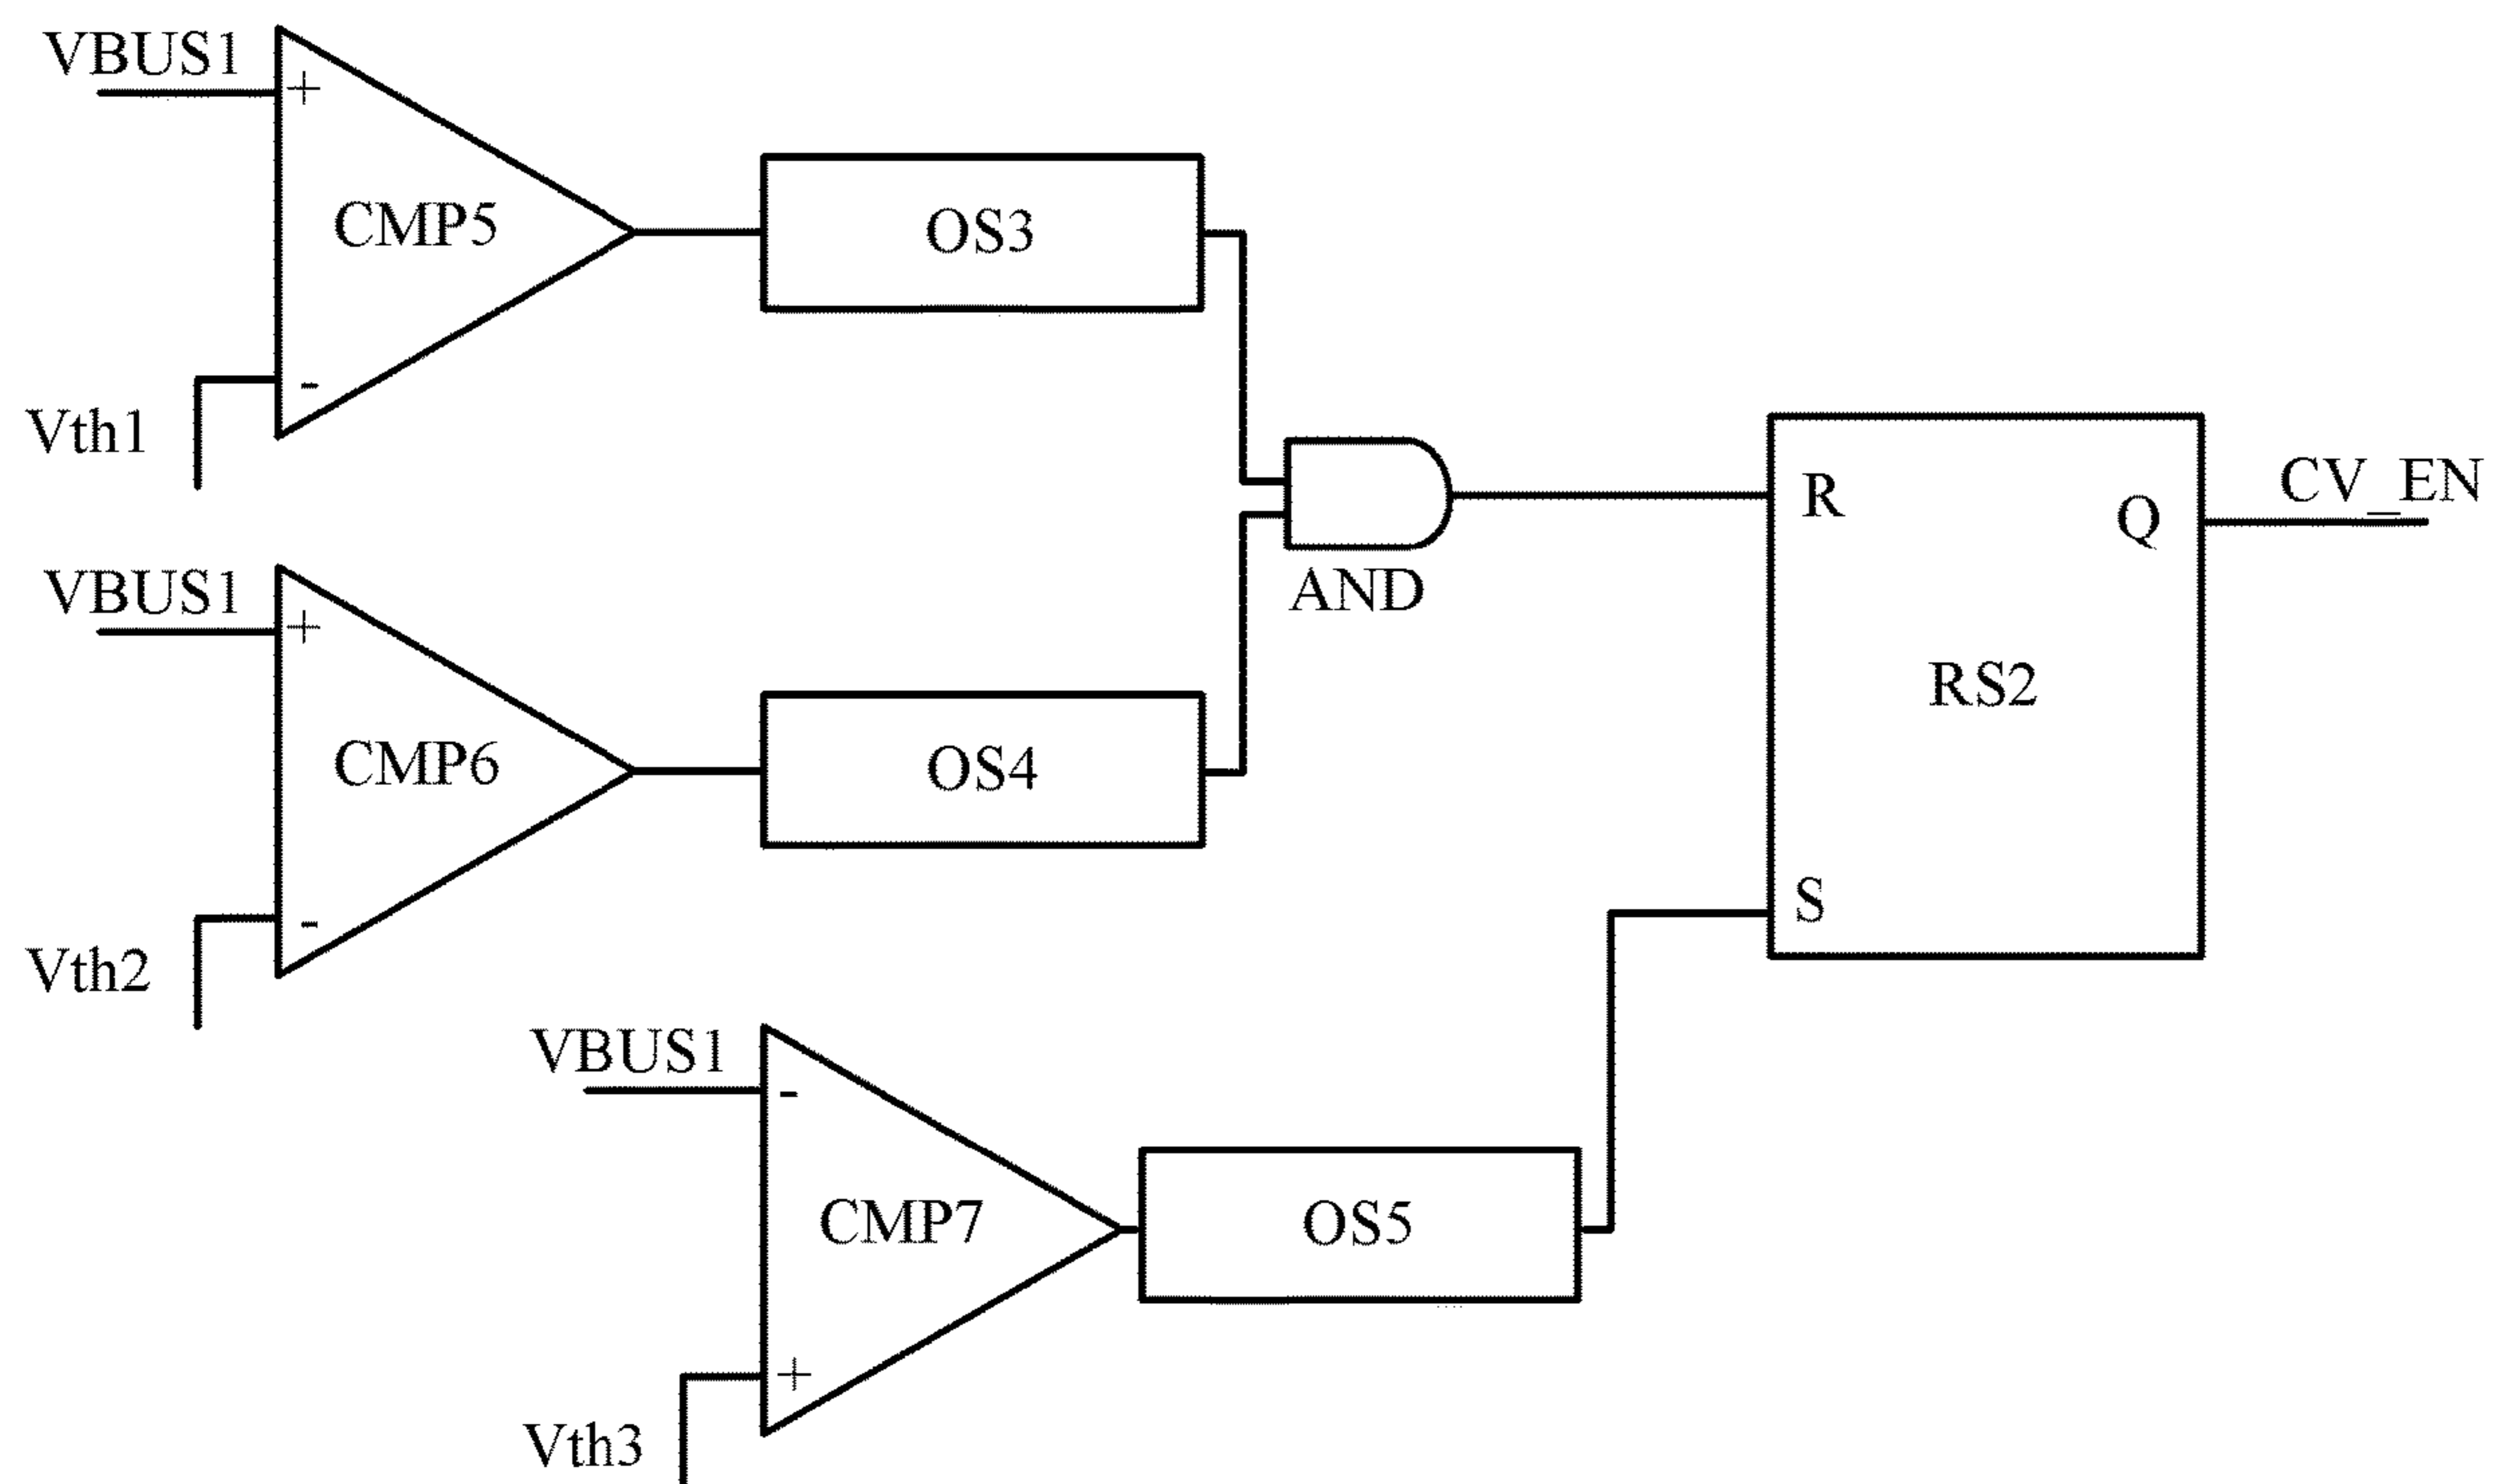 VBUS1
+
CMP5
OS3
-
Vth1
R
Q
CV_EN
AND
VBUS1
+
RS2
CMP6
OS4
S
-
Vth2
VBUS1
-
CMP7
OS5
+
Vth3